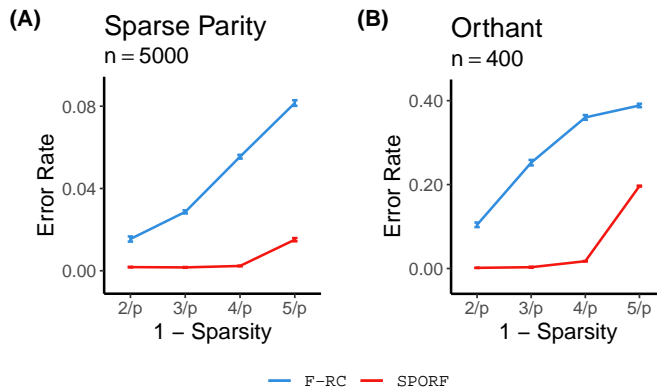 (A)
Sparse Parity
n = 5000
Error Rate
0.08
0.04
0.00
2/p 3/p 4/p 5/p
1 − Sparsity
(B)
Orthant
n = 400
Error Rate
0.40
0.20
0.00
2/p 3/p 4/p 5/p
1 − Sparsity
F-RC SPORF